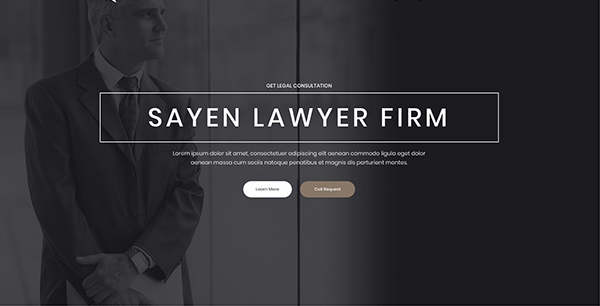 GET LEGAL CONSULTATION
SAYEN LAWYER FIRM
Lorem ipsum dolor sit amet, consectetuer adipiscing elit aenean commodo ligula eget dolor
aenean massa cum sociis natoque penatibus et magnis dis parturient montes.
Learn More
Call Request